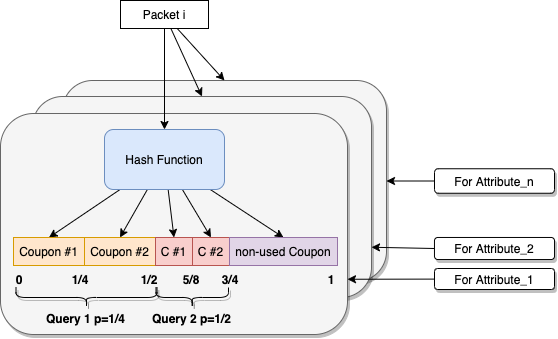 Packet i
Hash Function
For Attribute_n
Coupon #1 Coupon #2 C #1 C #2 non-used Coupon
For Attribute_2
0 1/4 1/2 5/8 3/4 1
For Attribute_1
Query 1 p=1/4 Query 2 p=1/2